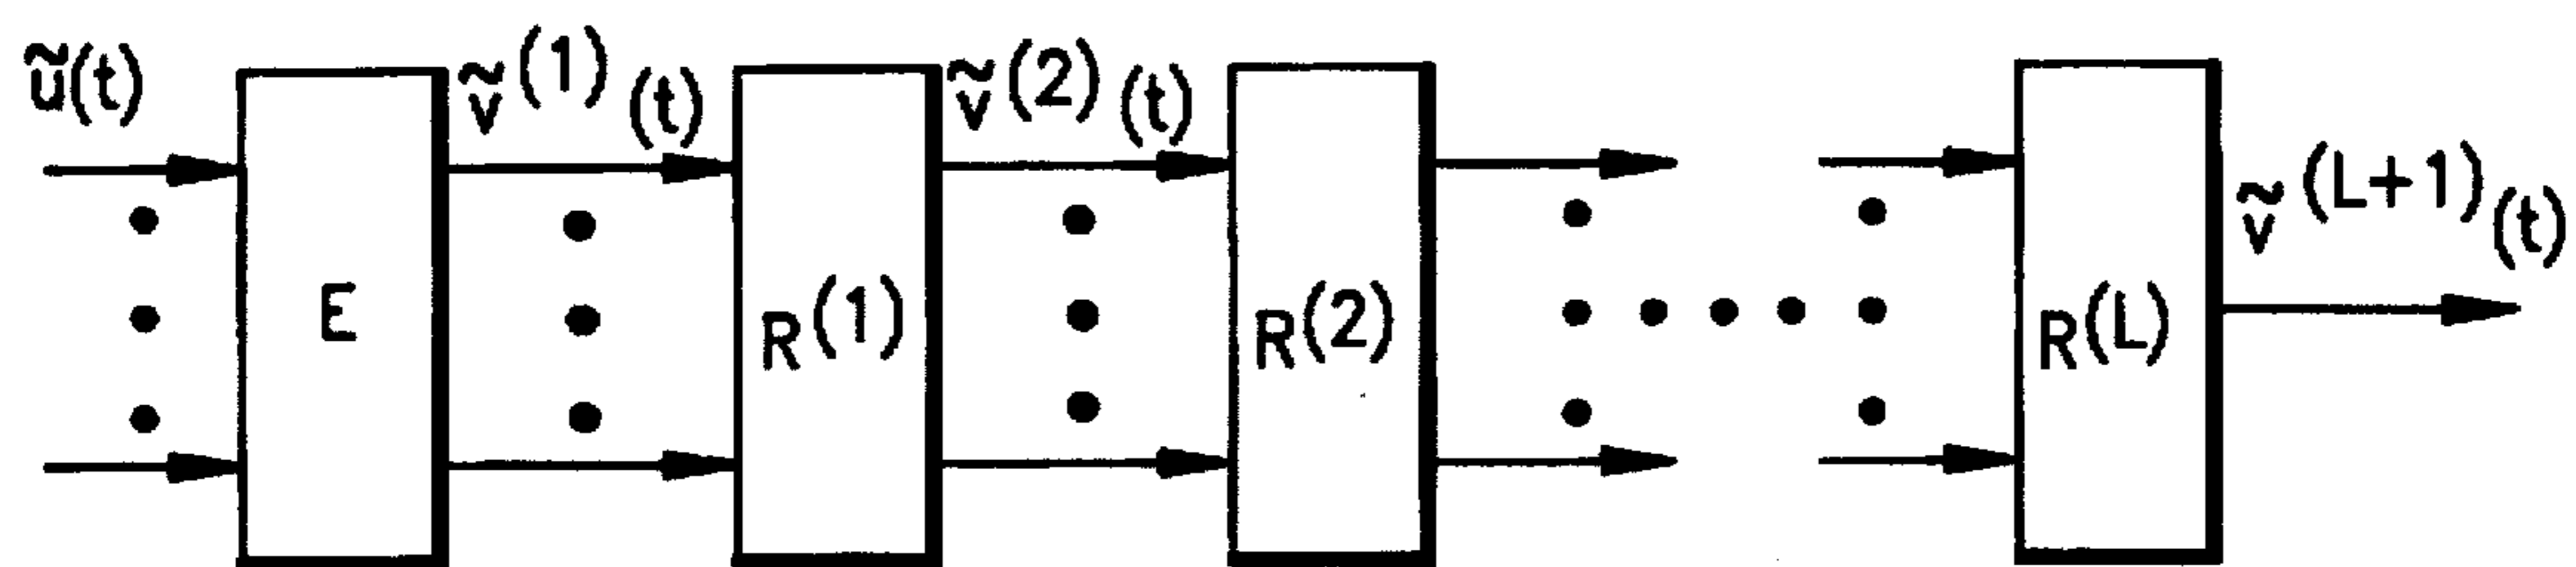 ũ(t)
E
ṽ^(1)(t)
R^(1)
ṽ^(2)(t)
R^(2)
R^(L)
ṽ^(L+1)(t)